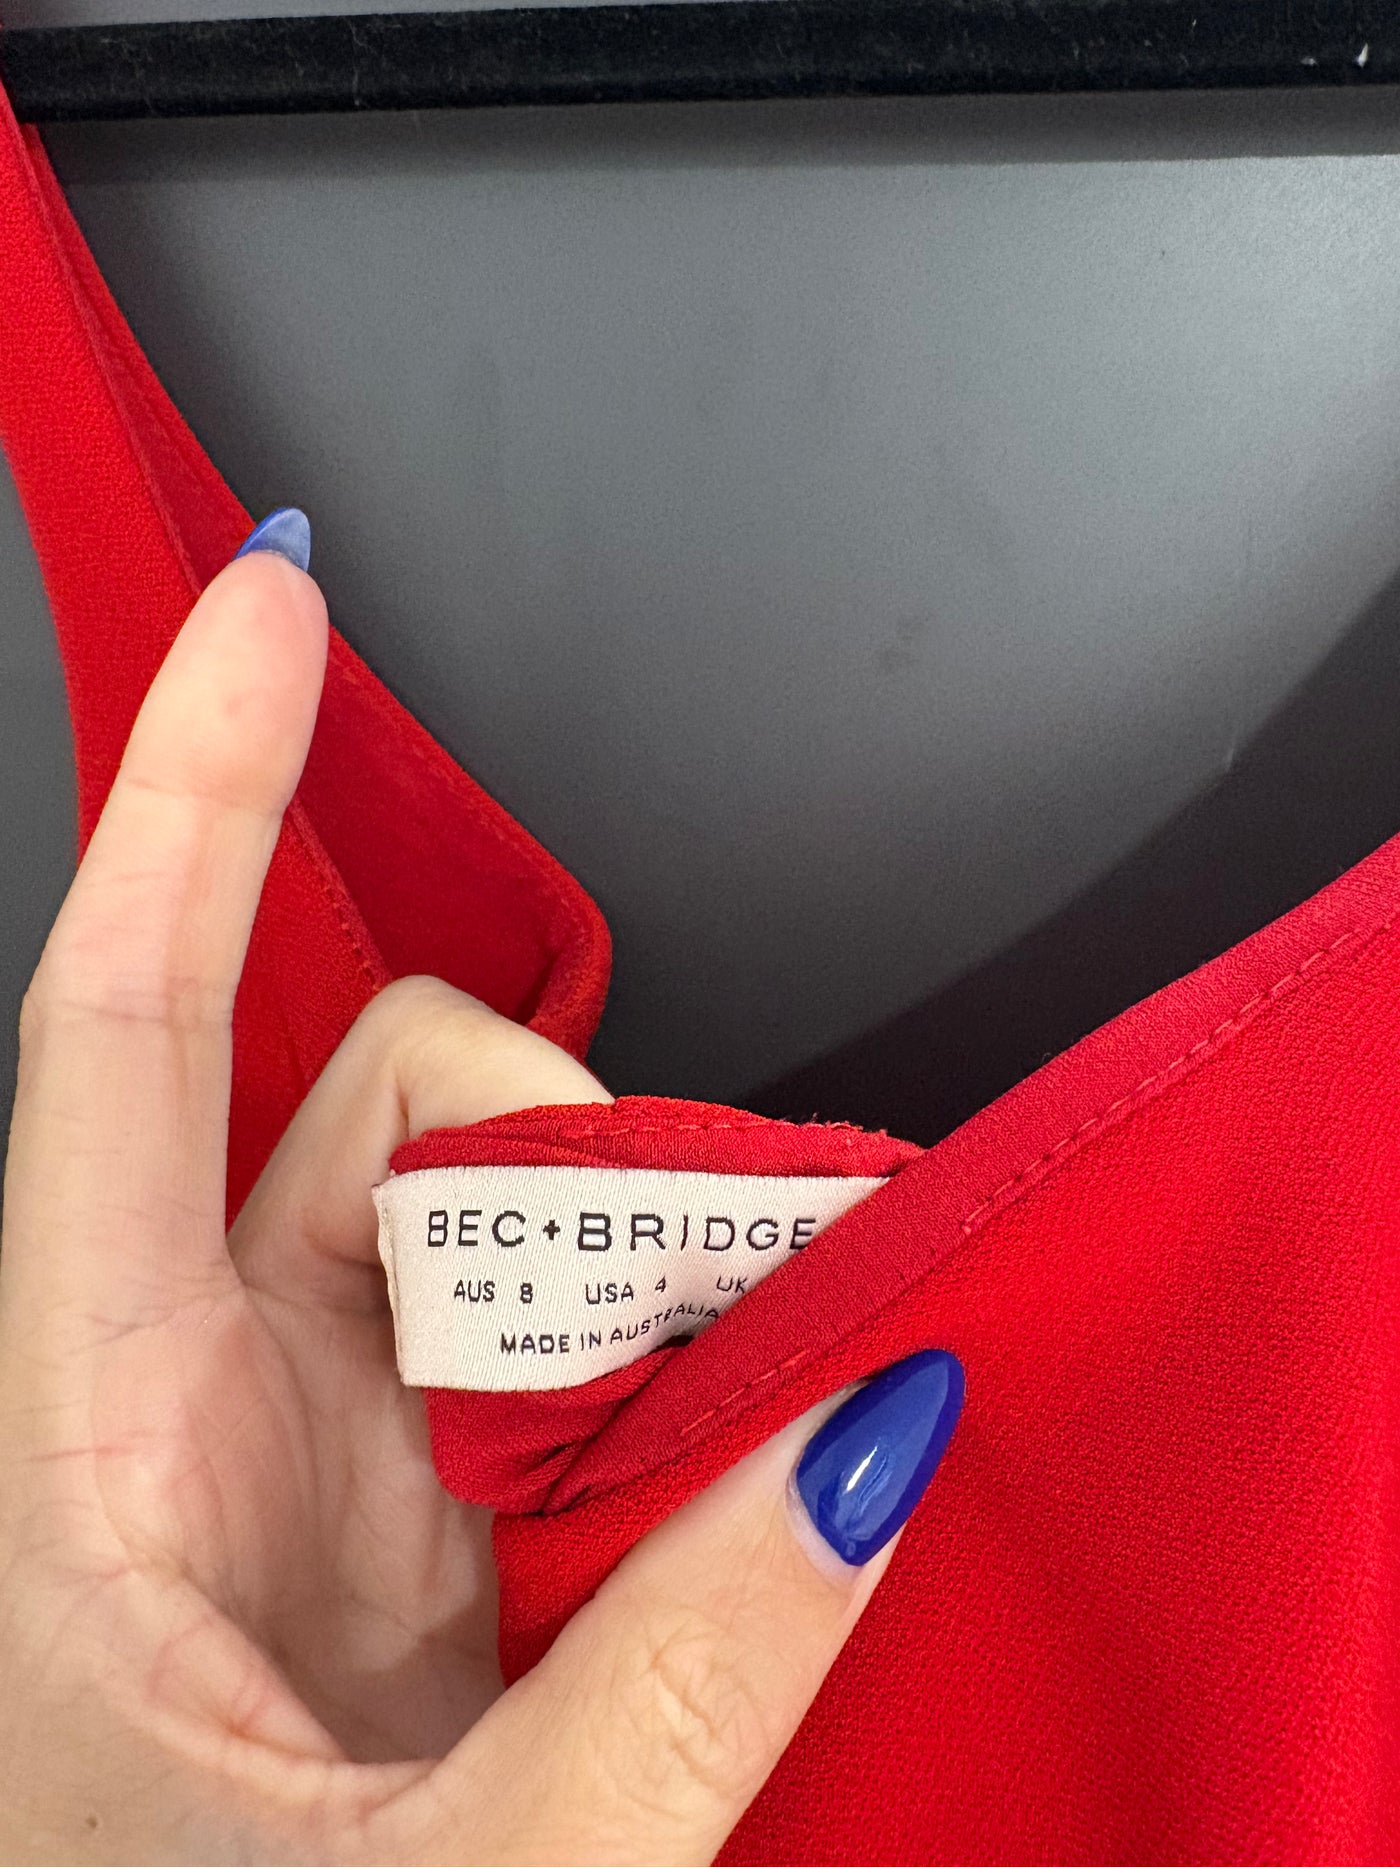 BEC+BRIDGE
AUS 8 USA 4 UK
MADE IN AUSTRALIA